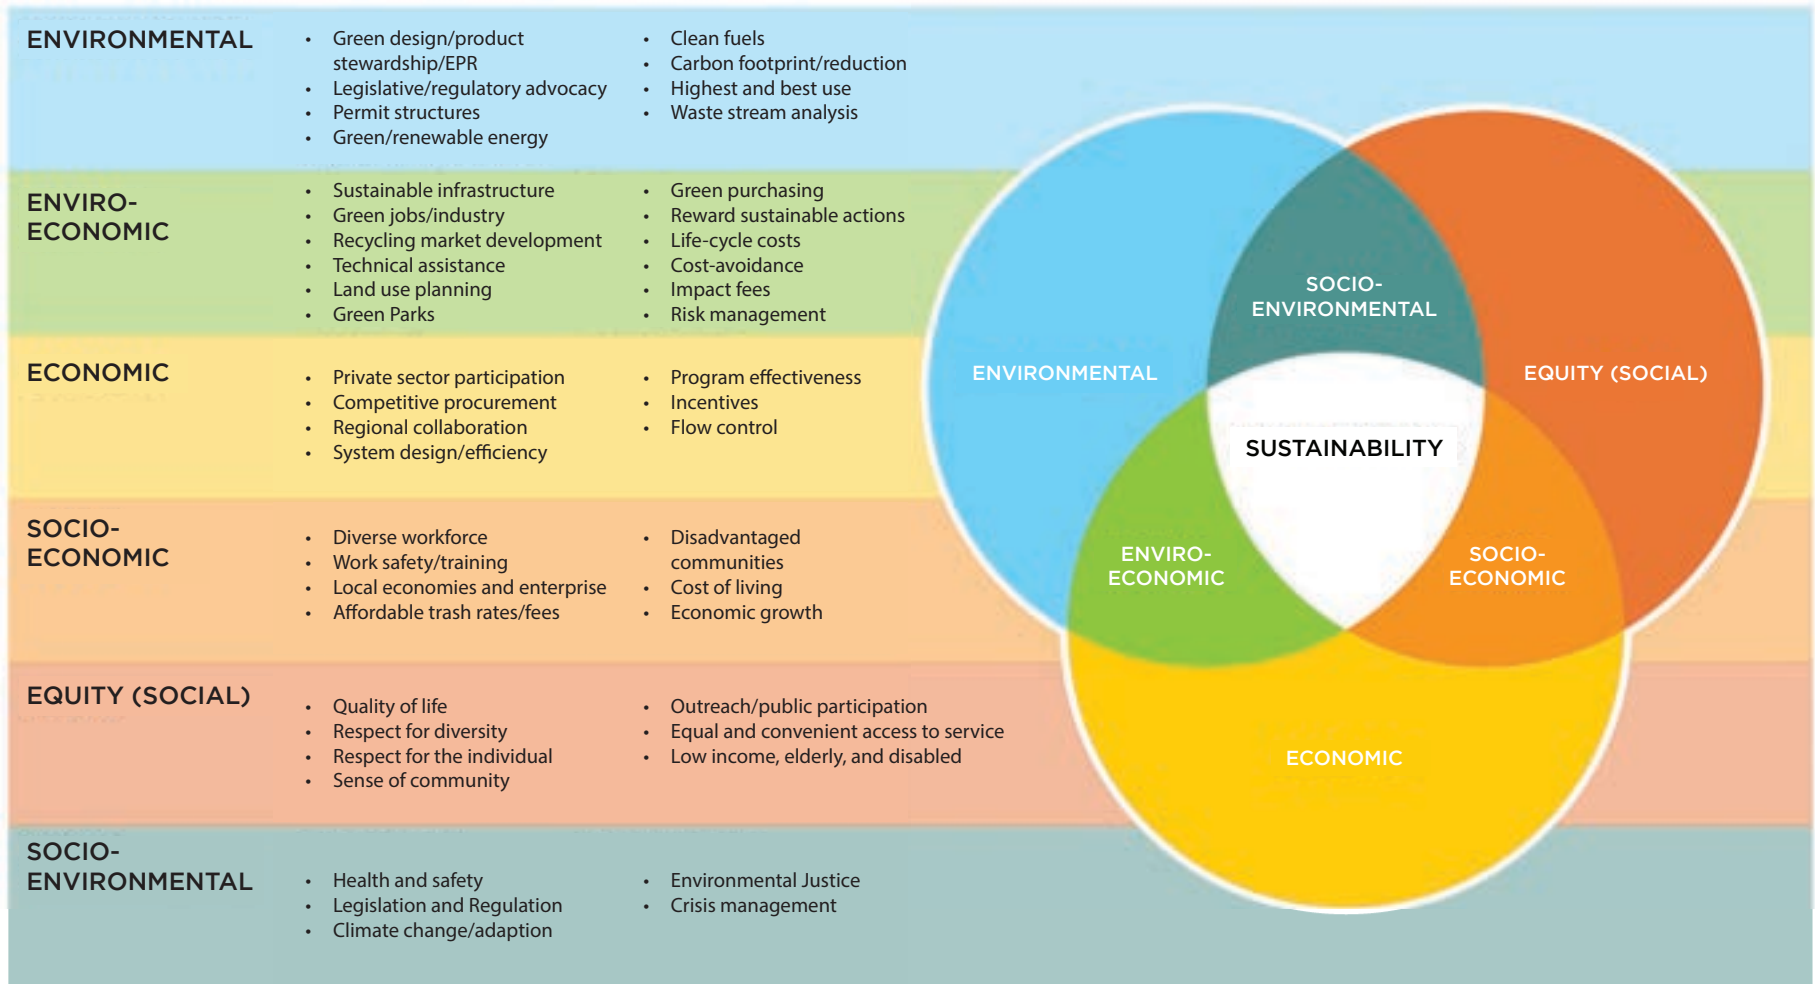 ENVIRONMENTAL
• Green design/product
stewardship/EPR
• Legislative/regulatory advocacy
• Permit structures
• Green/renewable energy
• Clean fuels
• Carbon footprint/reduction
• Highest and best use
• Waste stream analysis
ENVIRO-
ECONOMIC
• Sustainable infrastructure
• Green jobs/industry
• Recycling market development
• Technical assistance
• Land use planning
• Green Parks
• Green purchasing
• Reward sustainable actions
• Life-cycle costs
• Cost-avoidance
• Impact fees
• Risk management
ECONOMIC
• Private sector participation
• Competitive procurement
• Regional collaboration
• System design/efficiency
• Program effectiveness
• Incentives
• Flow control
SOCIO-
ECONOMIC
• Diverse workforce
• Work safety/training
• Local economies and enterprise
• Affordable trash rates/fees
• Disadvantaged
communities
• Cost of living
• Economic growth
EQUITY (SOCIAL)
• Quality of life
• Respect for diversity
• Respect for the individual
• Sense of community
• Outreach/public participation
• Equal and convenient access to service
• Low income, elderly, and disabled
SOCIO-
ENVIRONMENTAL
• Health and safety
• Legislation and Regulation
• Climate change/adaption
• Environmental Justice
• Crisis management
SOCIO-
ENVIRONMENTAL
ENVIRONMENTAL
EQUITY (SOCIAL)
SUSTAINABILITY
ENVIRO-
ECONOMIC
SOCIO-
ECONOMIC
ECONOMIC